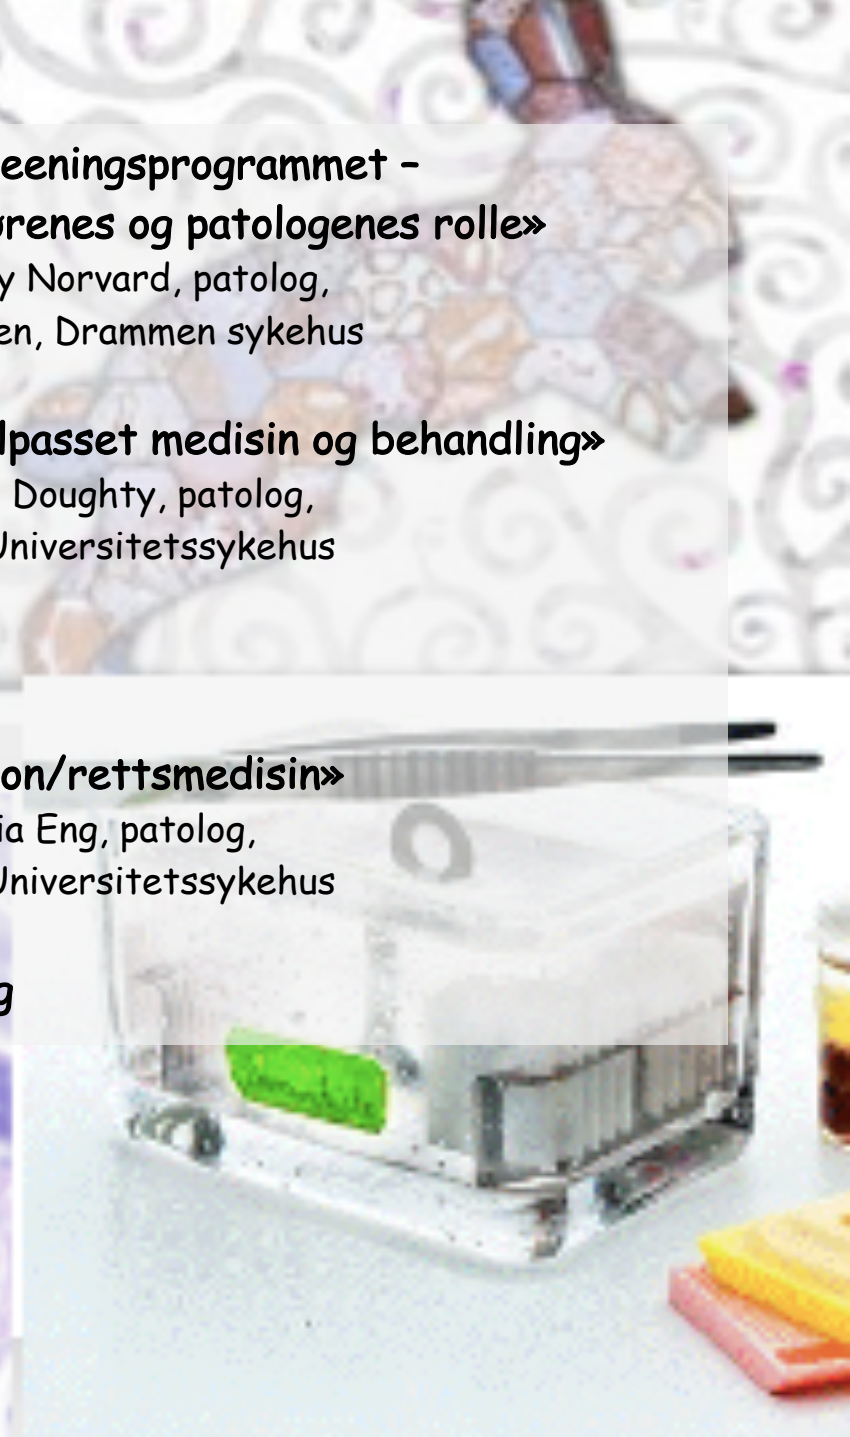 eeningsprogrammet –
ørenes og patologenes rolle»
y Norvard, patolog,
en, Drammen sykehus
lpasset medisin og behandling»
Doughty, patolog,
Universitetssykehus
on/rettsmedisin»
ia Eng, patolog,
Universitetssykehus
g